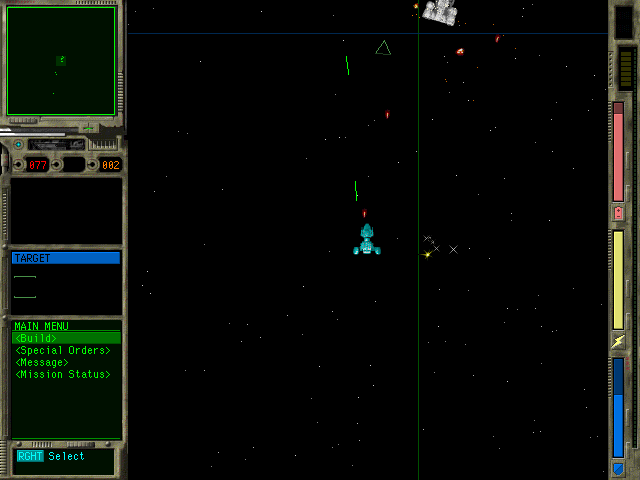 077 002
TARGET
MAIN MENU
<Build>
<Special Orders>
<Message>
<Mission Status>
RGHT Select